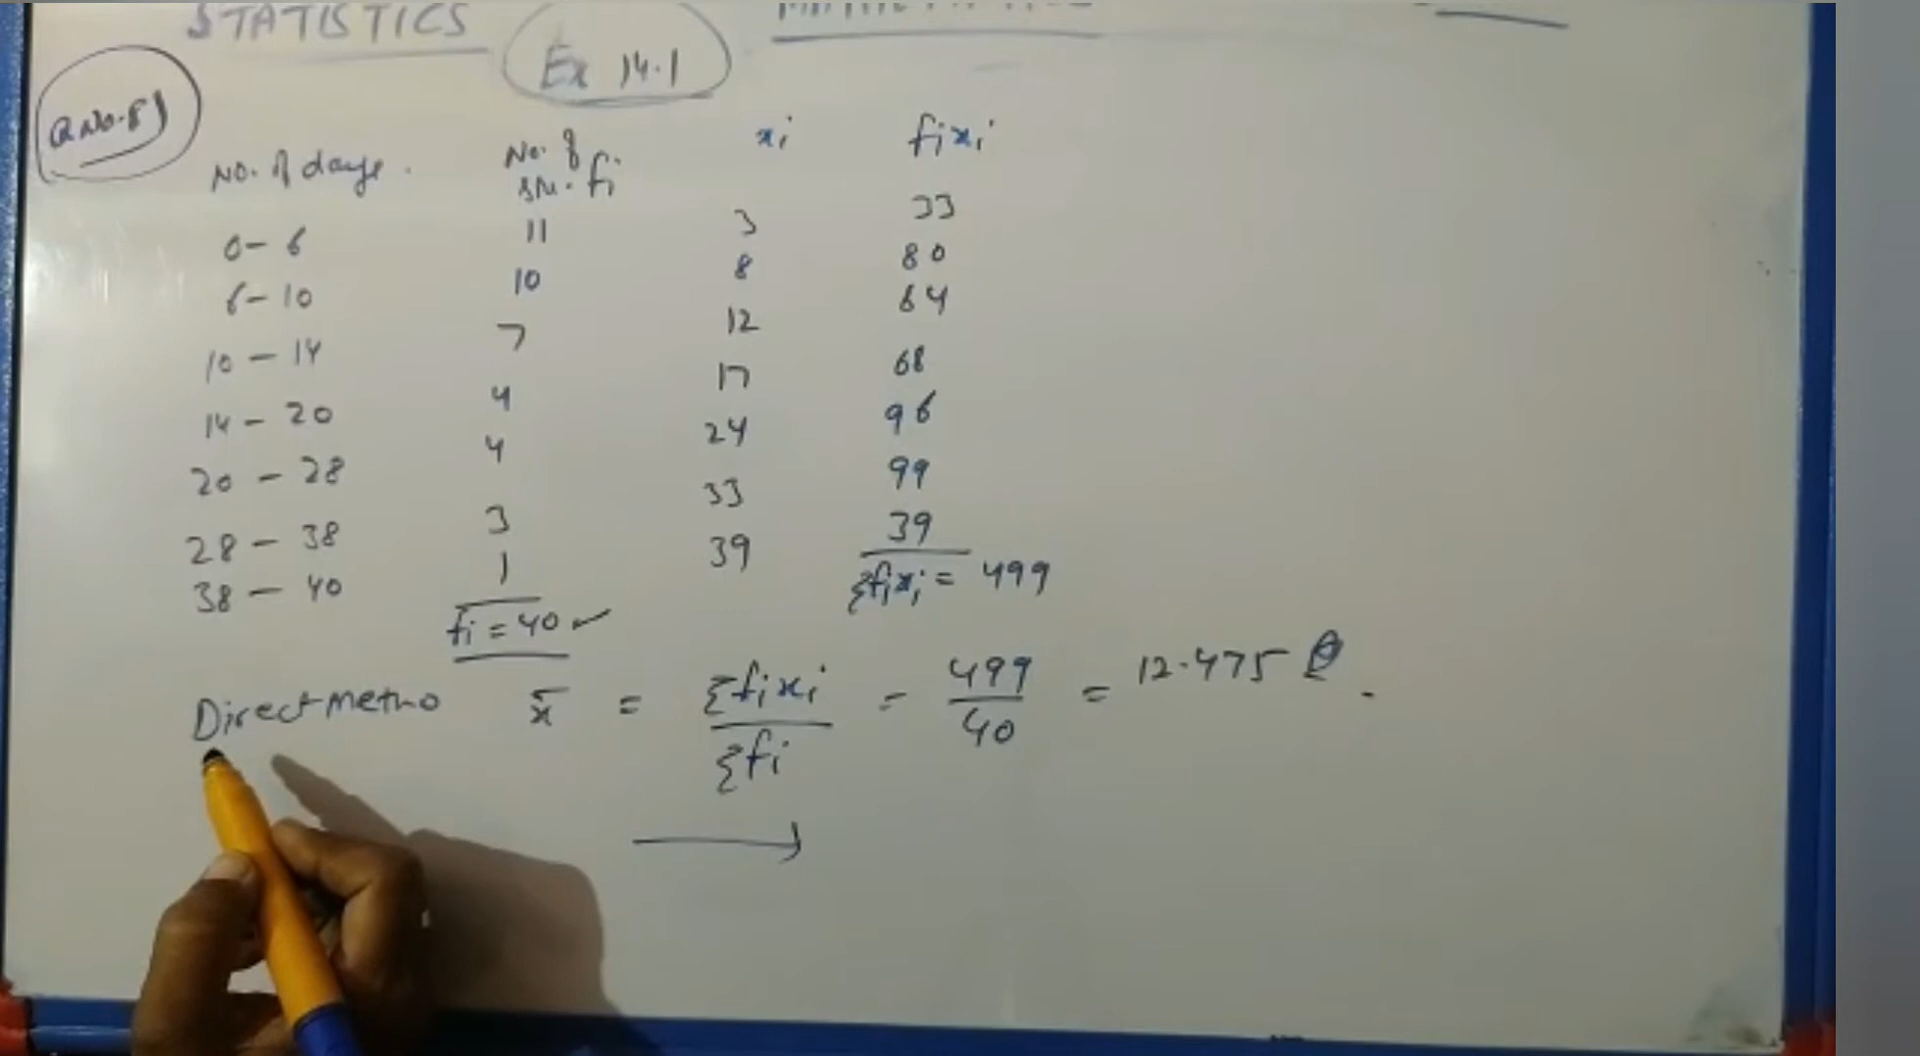 STATISTICS
Ex 14.1
Q No. 8)
No. of days.
No. of
stu. fi
xi
fixi
0 - 6 11 3 33
6 - 10 10 8 80
10 - 14 7 12 84
14 - 20 4 17 68
20 - 28 4 24 96
28 - 38 3 33 99
38 - 40 1 39 39
fi = 40 ✓
Σfixi = 499
Direct metho x̄ = Σfixi / Σfi = 499 / 40 = 12.475